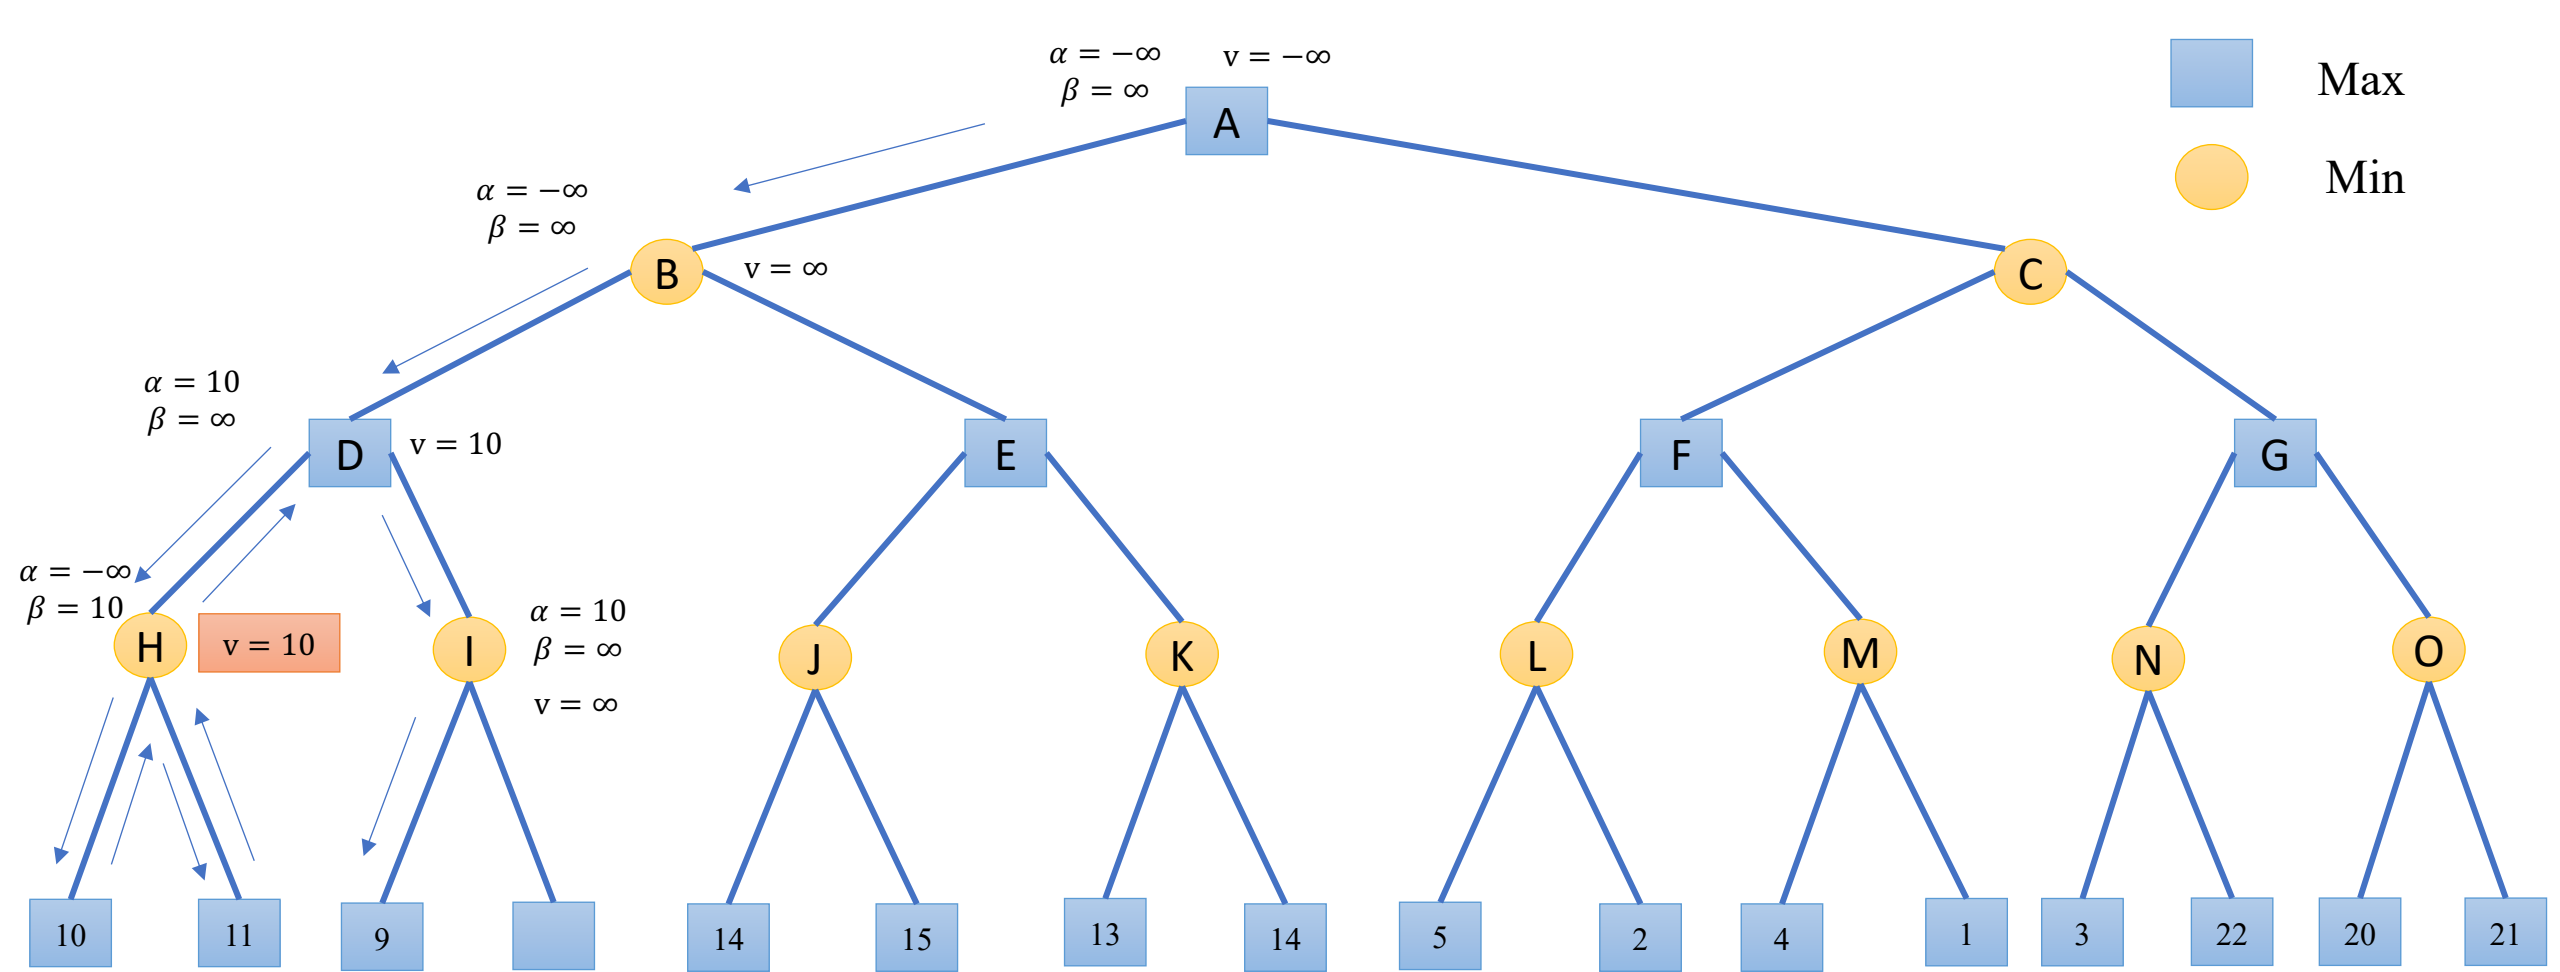 α = −∞ v = −∞
β = ∞
A
Max
Min
α = −∞
β = ∞
B
v = ∞
C
α = 10
β = ∞
D
v = 10
E
F
G
α = −∞
β = 10
H
v = 10
I
α = 10
β = ∞
v = ∞
J
K
L
M
N
O
10 11 9 14 15 13 14 5 2 4 1 3 22 20 21